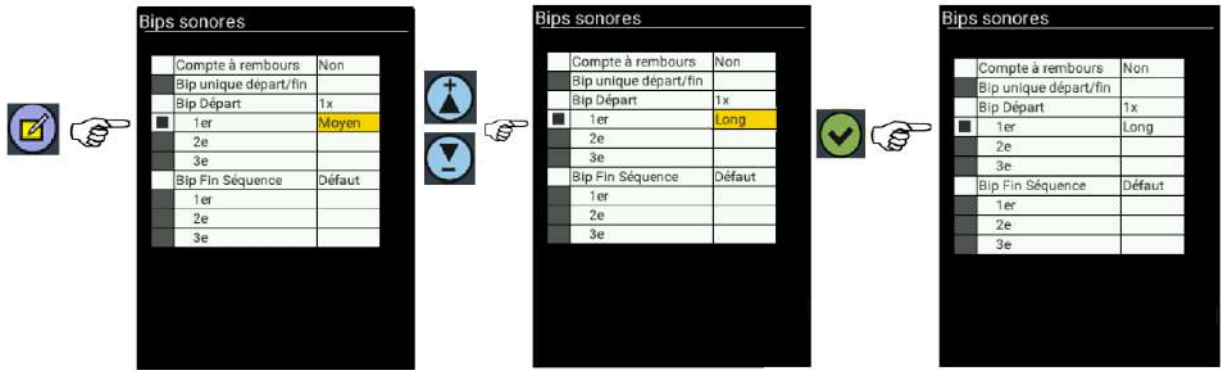 Bips sonores
Compte à rembours Non
Bip unique départ/fin
Bip Départ 1x
1er Moyen
2e
3e
Bip Fin Séquence Défaut
1er
2e
3e
Bips sonores
Compte à rembours Non
Bip unique départ/fin
Bip Départ 1x
1er Long
2e
3e
Bip Fin Séquence Défaut
1er
2e
3e
Bips sonores
Compte à rembours Non
Bip unique départ/fin
Bip Départ 1x
1er Long
2e
3e
Bip Fin Séquence Défaut
1er
2e
3e